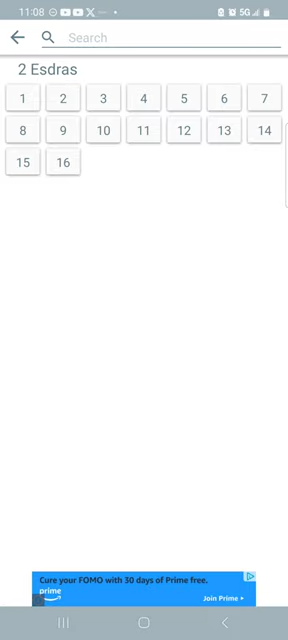 11:08
5G
Search
2 Esdras
1 2 3 4 5 6 7
8 9 10 11 12 13 14
15 16
Cure your FOMO with 30 days of Prime free.
prime
Join Prime ▸